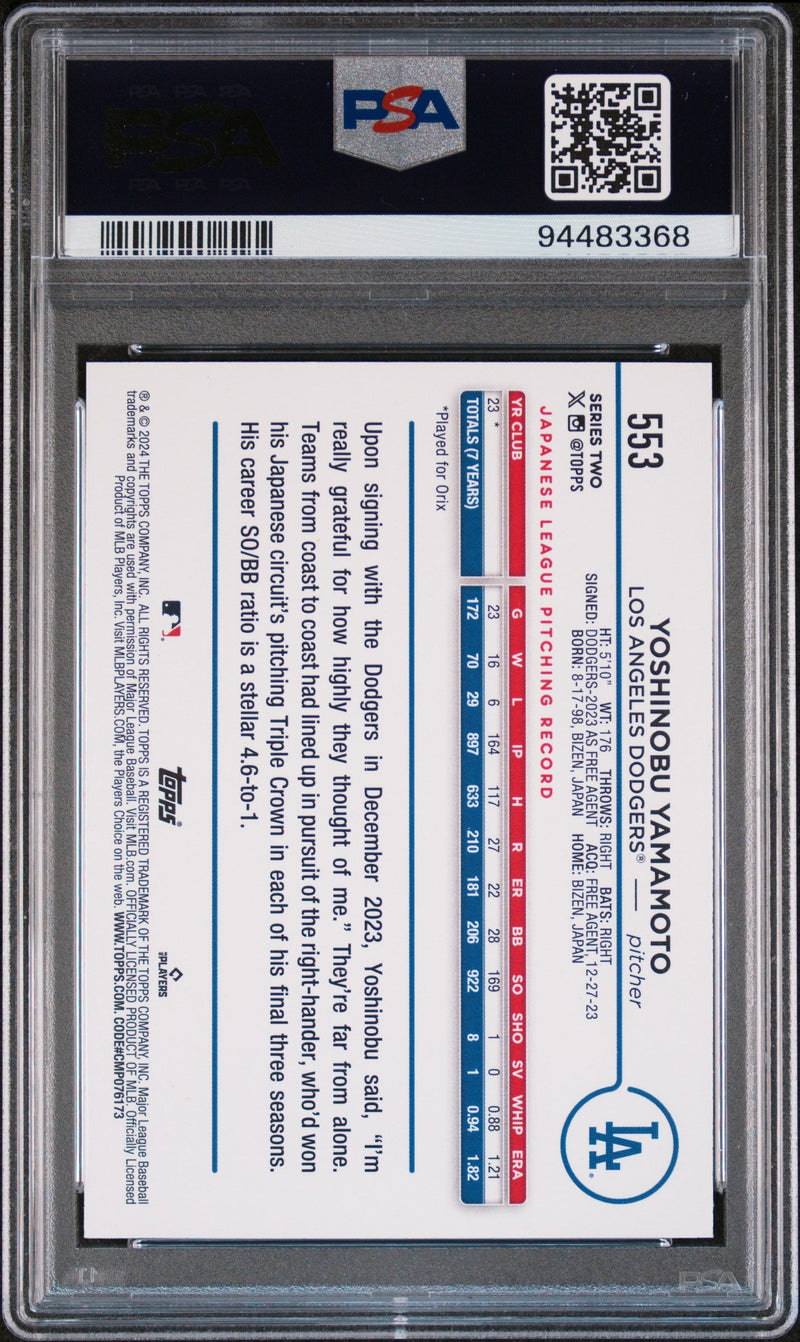 PSA PSA PSA
PSA
PSA PSA PSA
PSA
94483368
553
YOSHINOBU YAMAMOTO
LOS ANGELES DODGERS® — pitcher
LA
SERIES TWO
@TOPPS
HT: 5'10" WT: 176 THROWS: RIGHT BATS: RIGHT
SIGNED: DODGERS-2023 AS FREE AGENT ACQ: FREE AGENT, 12-27-23
BORN: 8-17-98, BIZEN, JAPAN HOME: BIZEN, JAPAN
JAPANESE LEAGUE PITCHING RECORD
YR CLUB G W L IP H R ER BB SO SHO SV WHIP ERA
23 * 23 16 6 164 117 27 22 28 169 1 0 0.88 1.21
TOTALS (7 YEARS) 172 70 29 897 633 210 181 206 922 8 1 0.94 1.82
*Played for Orix
Upon signing with the Dodgers in December 2023, Yoshinobu said, "I'm
really grateful for how highly they thought of me." They're far from alone.
Teams from coast to coast had lined up in pursuit of the right-hander, who'd won
his Japanese circuit's pitching Triple Crown in each of his final three seasons.
His career SO/BB ratio is a stellar 4.6-to-1.
topps®
PLAYERS
® & © 2024 THE TOPPS COMPANY, INC. ALL RIGHTS RESERVED. TOPPS IS A REGISTERED TRADEMARK OF THE TOPPS COMPANY, INC. Major League Baseball
trademarks and copyrights are used with permission of Major League Baseball. Visit MLB.com. OFFICIALLY LICENSED PRODUCT OF MLB. Officially Licensed
Product of MLB Players, Inc. Visit MLBPLAYERS.COM, the Players Choice on the web. WWW.TOPPS.COM. CODE#CMP076173
PSA